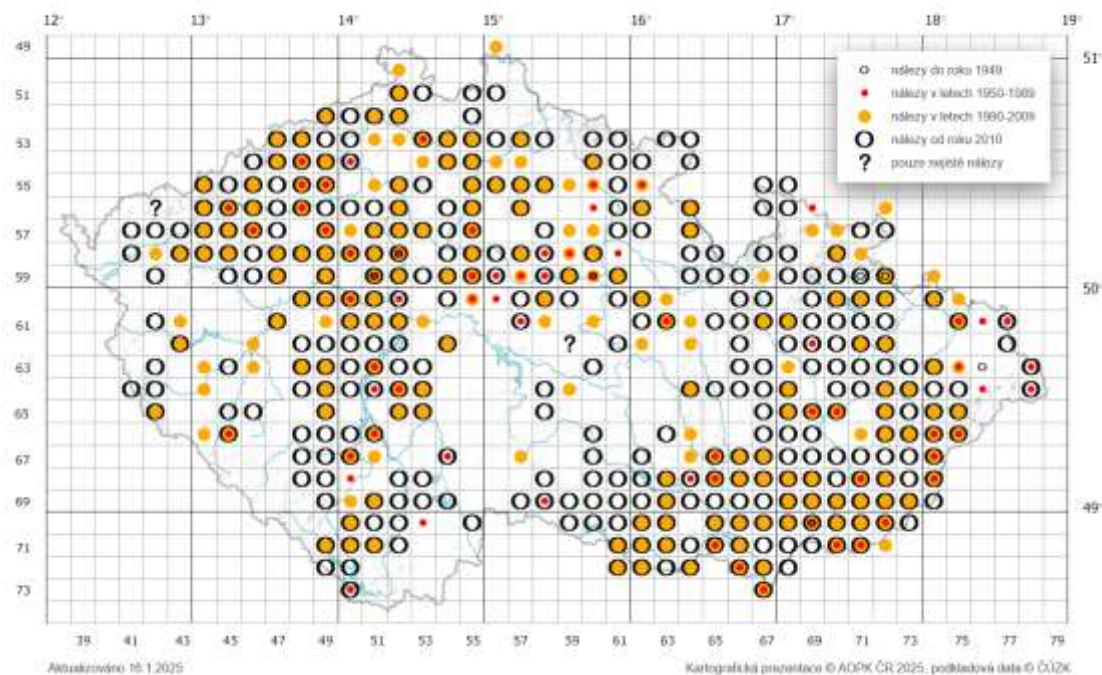 12° 13° 14° 15° 16° 17° 18° 19°
49
51°
nálezy do roku 1949
51
nálezy v letech 1950-1989
nálezy v letech 1990-2009
53
nálezy od roku 2010
?
pouze nejisté nálezy
55
?
57
59
50°
61
?
63
65
67
69
49°
71
73
41 43 45 47 49 51 53 55 57 59 61 63 65 67 69 71 73 75 77 79
39
Aktualizováno 16.1.2025
Kartografická prezentace © AOPK ČR 2025, podkladová data © ČÚZK